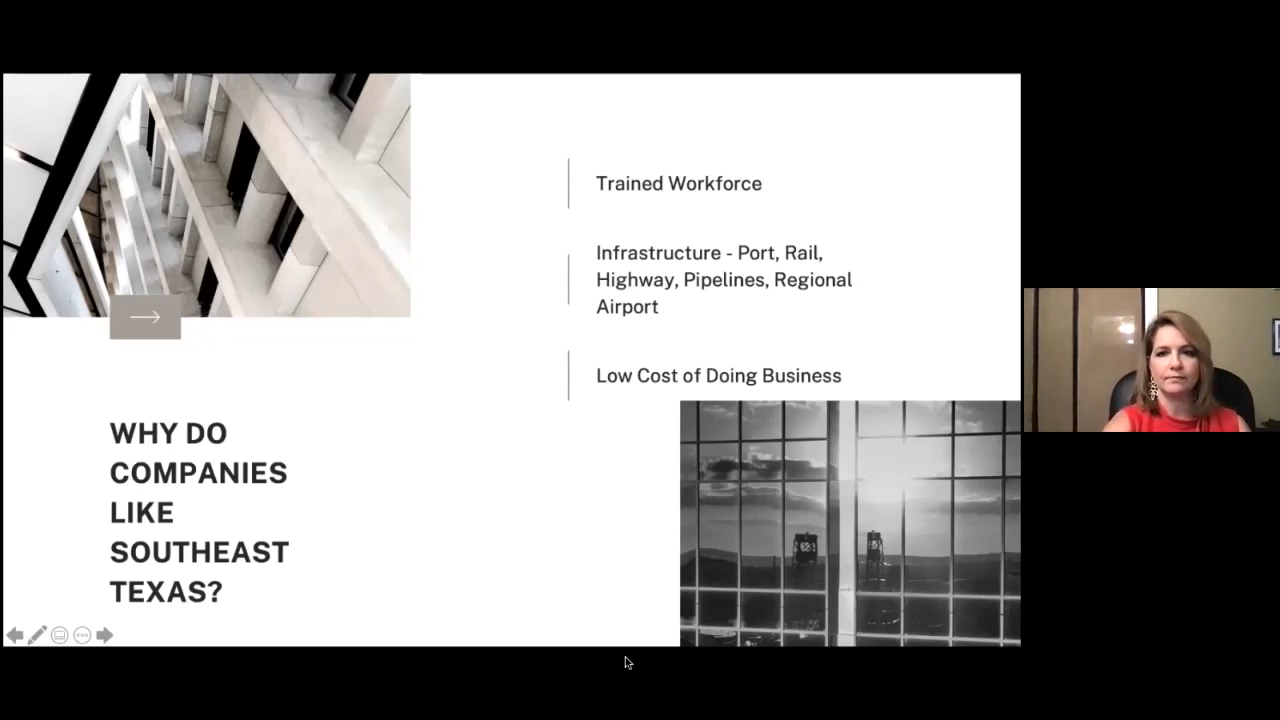 Trained Workforce
Infrastructure - Port, Rail,
Highway, Pipelines, Regional
Airport
Low Cost of Doing Business
WHY DO
COMPANIES
LIKE
SOUTHEAST
TEXAS?